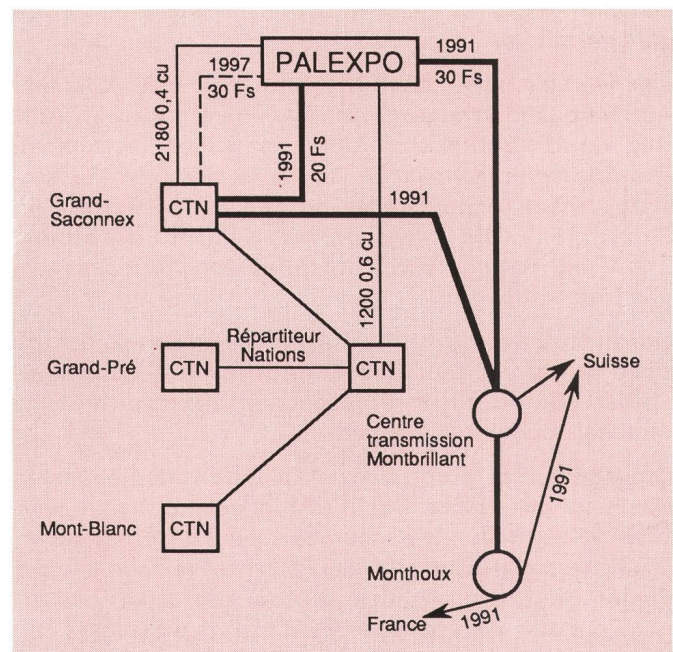 PALEXPO
1991
30 Fs
1997
30 Fs
2180 0,4 cu
1991
20 Fs
Grand-
Saconnex
CTN
1991
1200 0,6 cu
Répartiteur
Nations
Grand-Pré
CTN
CTN
Suisse
Centre
transmission
Montbrillant
1991
Mont-Blanc
CTN
Monthoux
France
1991